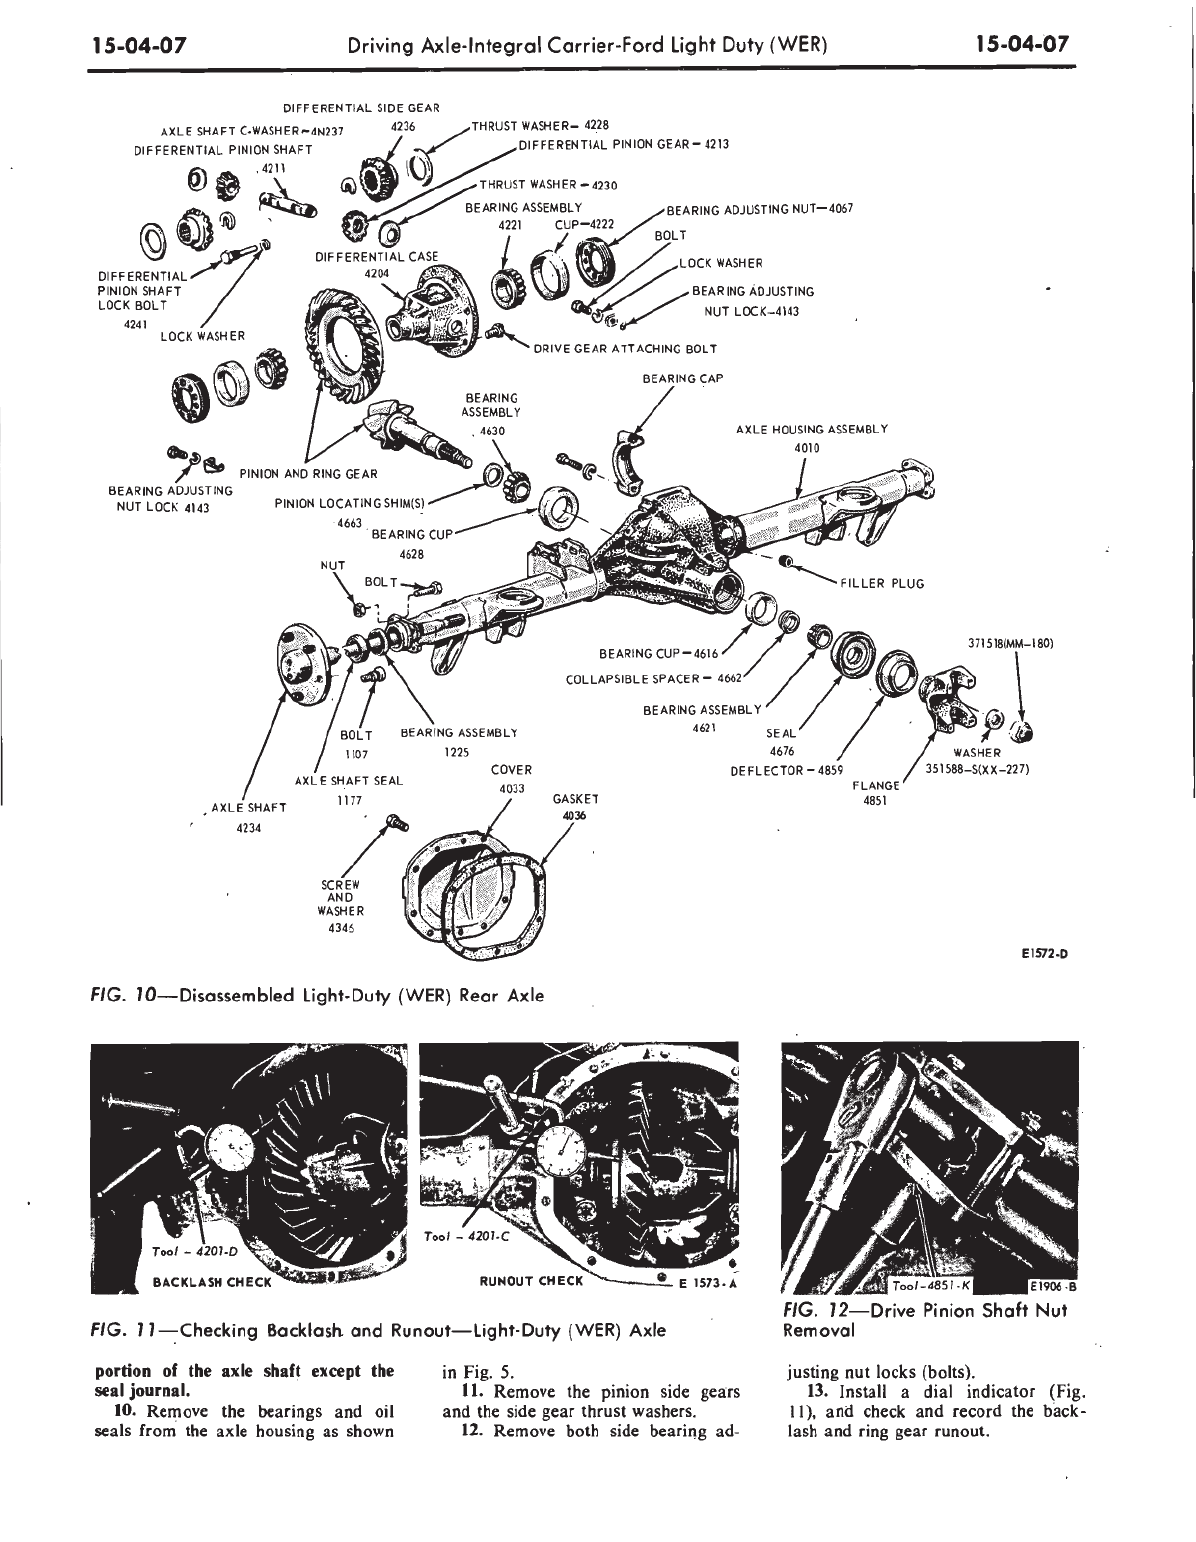 15-04-07
Driving Axle-Integral Carrier-Ford Light Duty (WER)
15-04-07
DIFFERENTIAL SIDE GEAR
4236
AXLE SHAFT C-WASHER-4N237
THRUST WASHER- 4228
DIFFERENTIAL PINION SHAFT
4211
DIFFERENTIAL PINION GEAR- 4213
THRUST WASHER -4230
BEARING ASSEMBLY
4221
CUP-4222
BEARING ADJUSTING NUT-4067
BOLT
LOCK WASHER
BEARING ADJUSTING
NUT LOCK-4143
DIFFERENTIAL CASE
4204
DIFFERENTIAL
PINION SHAFT
LOCK BOLT
4241
LOCK WASHER
DRIVE GEAR ATTACHING BOLT
BEARING CAP
BEARING
ASSEMBLY
4630
AXLE HOUSING ASSEMBLY
4010
PINION AND RING GEAR
BEARING ADJUSTING
NUT LOCK 4143
PINION LOCATING SHIM(S)
4663
BEARING CUP
4628
NUT
BOLT
FILLER PLUG
371518(MM-180)
BEARING CUP-4616
COLLAPSIBLE SPACER- 4662
BEARING ASSEMBLY
4621
SEAL
4676
DEFLECTOR-4859
FLANGE
4851
WASHER
351588-S(XX-227)
BOLT
1107
BEARING ASSEMBLY
1225
AXLE SHAFT SEAL
1177
AXLE SHAFT
4234
COVER
4033
GASKET
4036
SCREW
AND
WASHER
4346
E1572-D
FIG. 10—Disassembled Light-Duty (WER) Rear Axle
Tool - 4201-D
BACKLASH CHECK
Tool - 4201-C
RUNOUT CHECK
E 1573-A
Tool-4851-K
E1906-B
FIG. 11—Checking Backlash and Runout—Light-Duty (WER) Axle
FIG. 12—Drive Pinion Shaft Nut
Removal
portion of the axle shaft except the
seal journal.
10. Remove the bearings and oil
seals from the axle housing as shown
in Fig. 5.
11. Remove the pinion side gears
and the side gear thrust washers.
12. Remove both side bearing ad-
justing nut locks (bolts).
13. Install a dial indicator (Fig.
11), and check and record the back-
lash and ring gear runout.